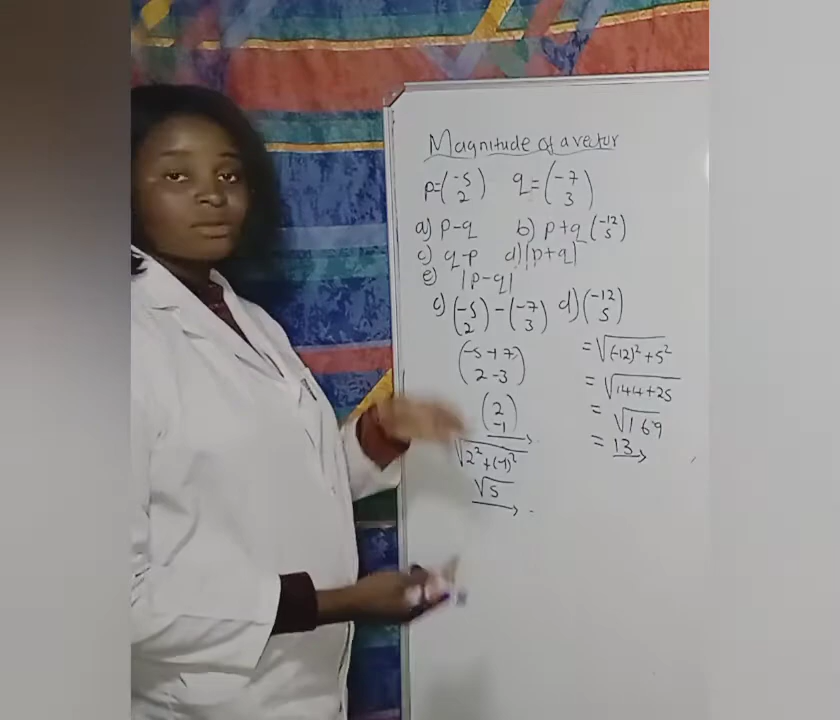 Magnitude of a vector
p=(-5 2) q=(-7 3)
a) p-q b) p+q (-12 5)
c) q-p d) |p+q|
e) |p-q|
e) (-5 2) - (-7 3) d) (-12 5)
(-5+7 2-3) =√(-12)²+5²
(2 -1) =√144+25
√2²+(-1)² =√169
√5 =13